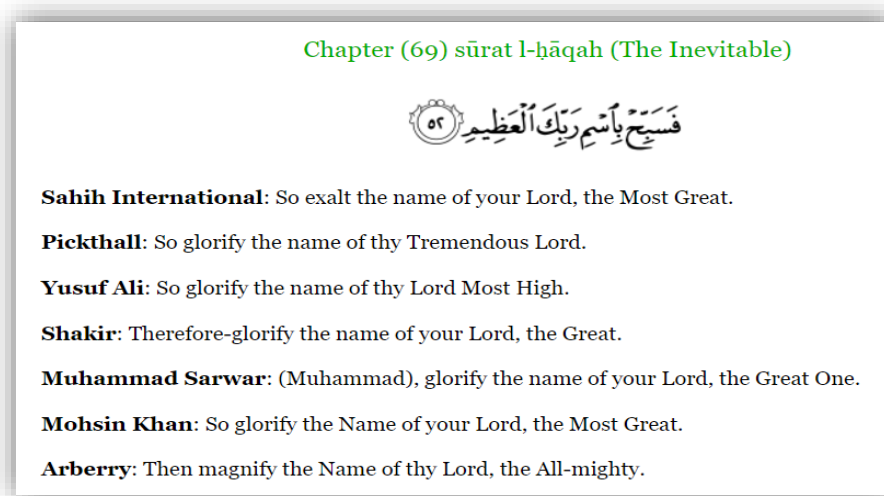 Chapter (69) sūrat l-ḥāqah (The Inevitable)
فَسَبِّحْ بِٱسْمِ رَبِّكَ ٱلْعَظِيمِ ٥٢
Sahih International: So exalt the name of your Lord, the Most Great.
Pickthall: So glorify the name of thy Tremendous Lord.
Yusuf Ali: So glorify the name of thy Lord Most High.
Shakir: Therefore-glorify the name of your Lord, the Great.
Muhammad Sarwar: (Muhammad), glorify the name of your Lord, the Great One.
Mohsin Khan: So glorify the Name of your Lord, the Most Great.
Arberry: Then magnify the Name of thy Lord, the All-mighty.